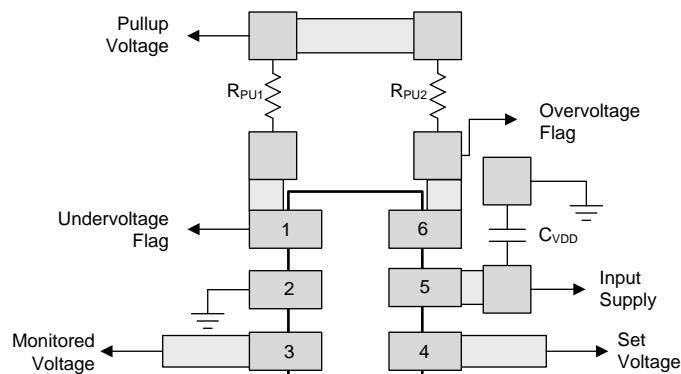 Pullup
Voltage
RPU1
RPU2
Overvoltage
Flag
Undervoltage
Flag
1
6
CVDD
2
5
Input
Supply
Monitored
Voltage
3
4
Set
Voltage